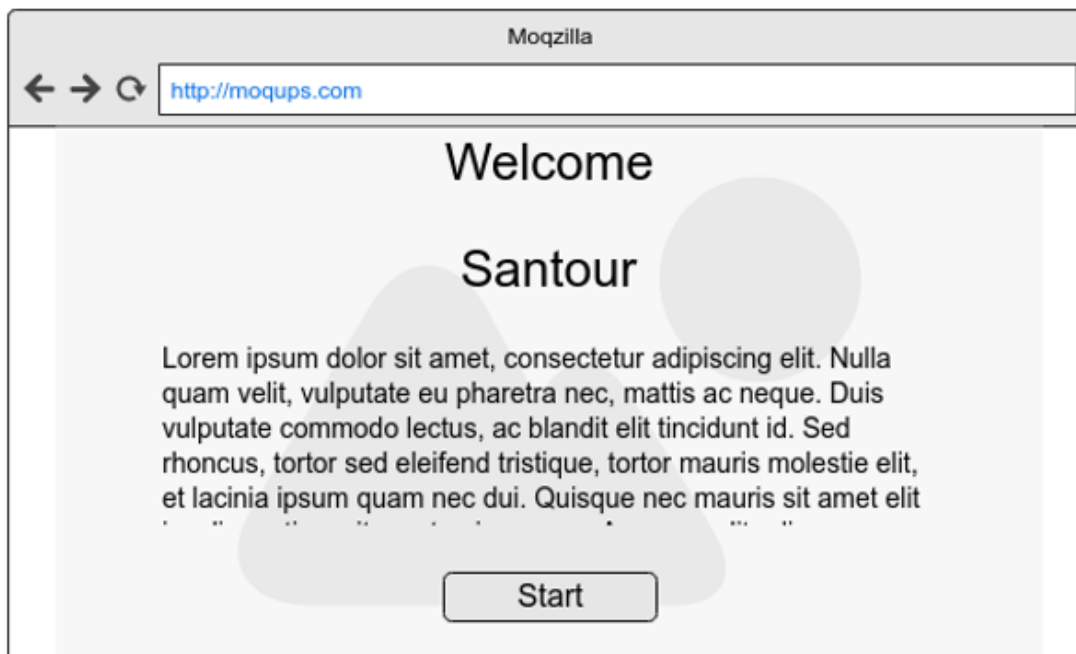 Moqzilla
http://moqups.com
Welcome
Santour
Lorem ipsum dolor sit amet, consectetur adipiscing elit. Nulla
quam velit, vulputate eu pharetra nec, mattis ac neque. Duis
vulputate commodo lectus, ac blandit elit tincidunt id. Sed
rhoncus, tortor sed eleifend tristique, tortor mauris molestie elit,
et lacinia ipsum quam nec dui. Quisque nec mauris sit amet elit
Start